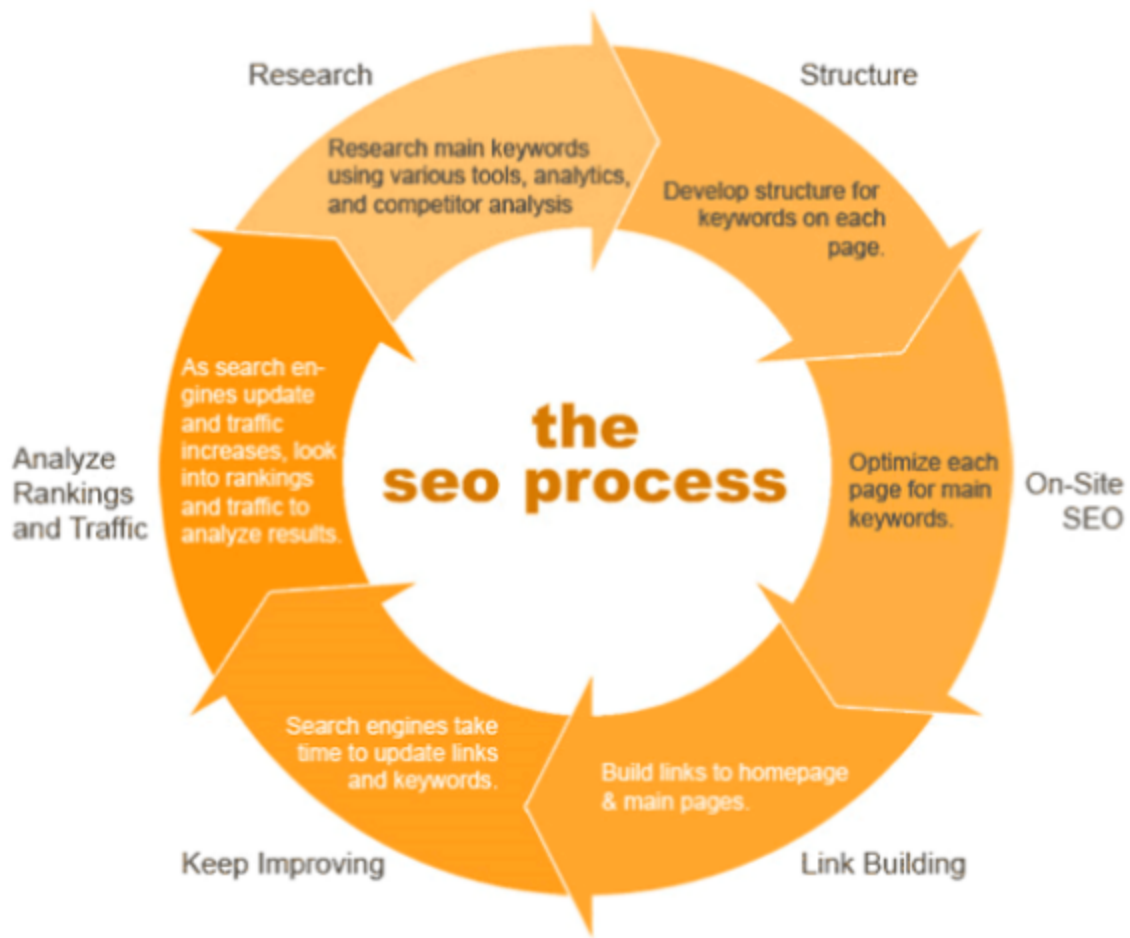 Research
Research main keywords
using various tools, analytics,
and competitor analysis
Structure
Develop structure for
keywords on each
page.
On-Site
SEO
Optimize each
page for main
keywords.
Link Building
Build links to homepage
& main pages.
Keep Improving
Search engines take
time to update links
and keywords.
Analyze
Rankings
and Traffic
As search en-
gines update
and traffic
increases, look
into rankings
and traffic to
analyze results.
the
seo process